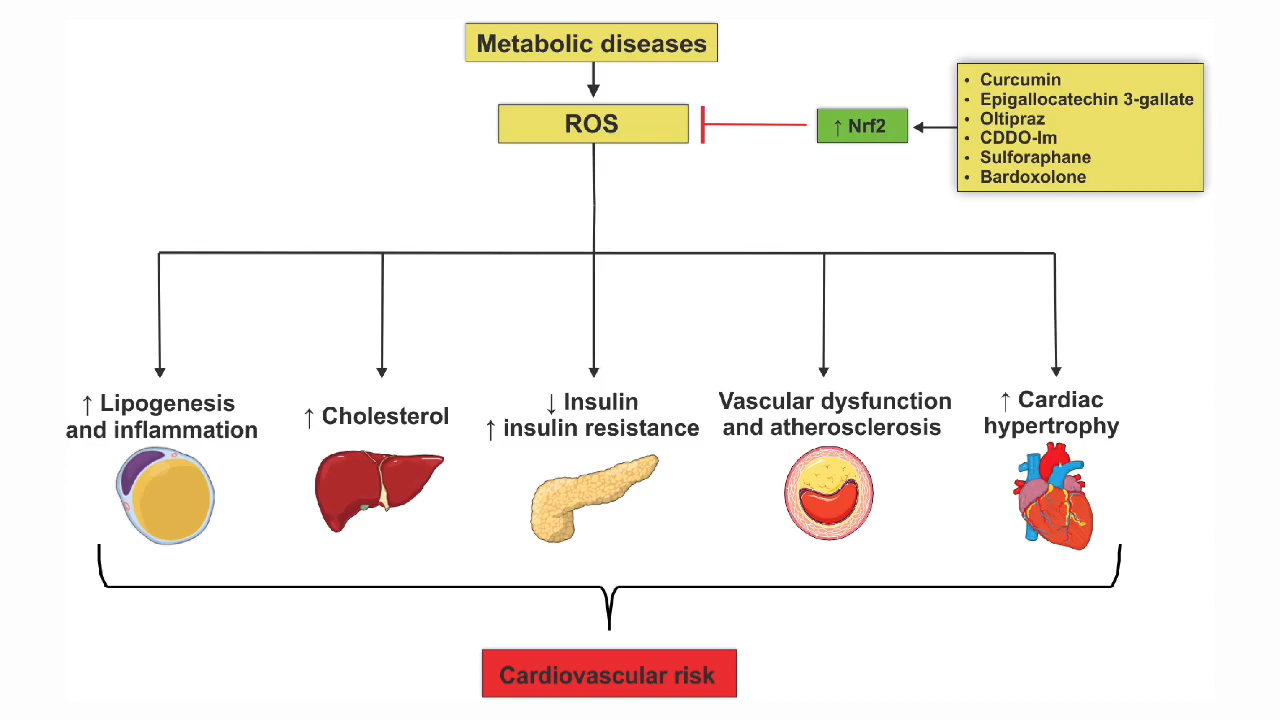 Metabolic diseases
ROS
↑ Nrf2
• Curcumin
• Epigallocatechin 3-gallate
• Oltipraz
• CDDO-Im
• Sulforaphane
• Bardoxolone
↑ Lipogenesis
and inflammation
↑ Cholesterol
↓ Insulin
↑ insulin resistance
Vascular dysfunction
and atherosclerosis
↑ Cardiac
hypertrophy
Cardiovascular risk